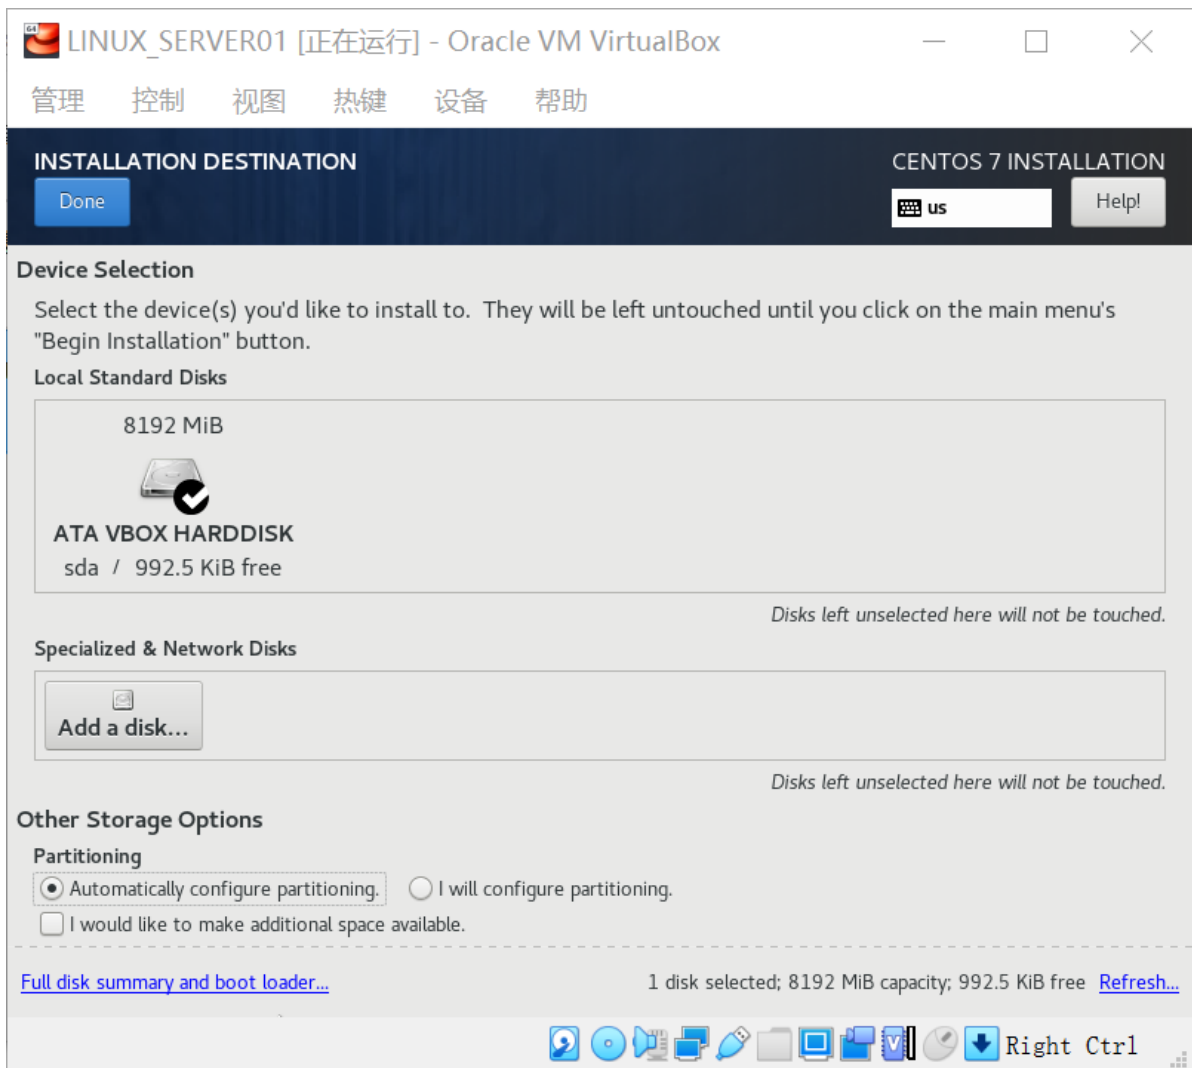 64
LINUX_SERVER01 [正在运行] - Oracle VM VirtualBox
管理 控制 视图 热键 设备 帮助
INSTALLATION DESTINATION
CENTOS 7 INSTALLATION
Done
us
Help!
Device Selection
Select the device(s) you'd like to install to.  They will be left untouched until you click on the main menu's
"Begin Installation" button.
Local Standard Disks
8192 MiB
ATA VBOX HARDDISK
sda / 992.5 KiB free
Disks left unselected here will not be touched.
Specialized & Network Disks
Add a disk...
Disks left unselected here will not be touched.
Other Storage Options
Partitioning
Automatically configure partitioning. I will configure partitioning.
I would like to make additional space available.
Full disk summary and boot loader... 1 disk selected; 8192 MiB capacity; 992.5 KiB free Refresh...
Right Ctrl